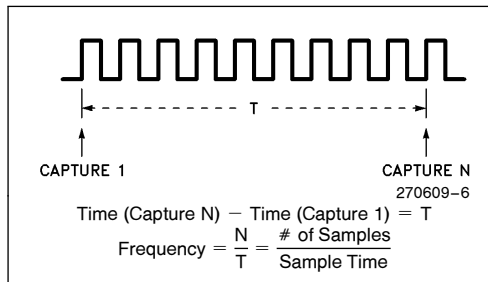 T
CAPTURE 1 CAPTURE N
270609–6
Time (Capture N) − Time (Capture 1) = T
Frequency = N/T = # of Samples/Sample Time